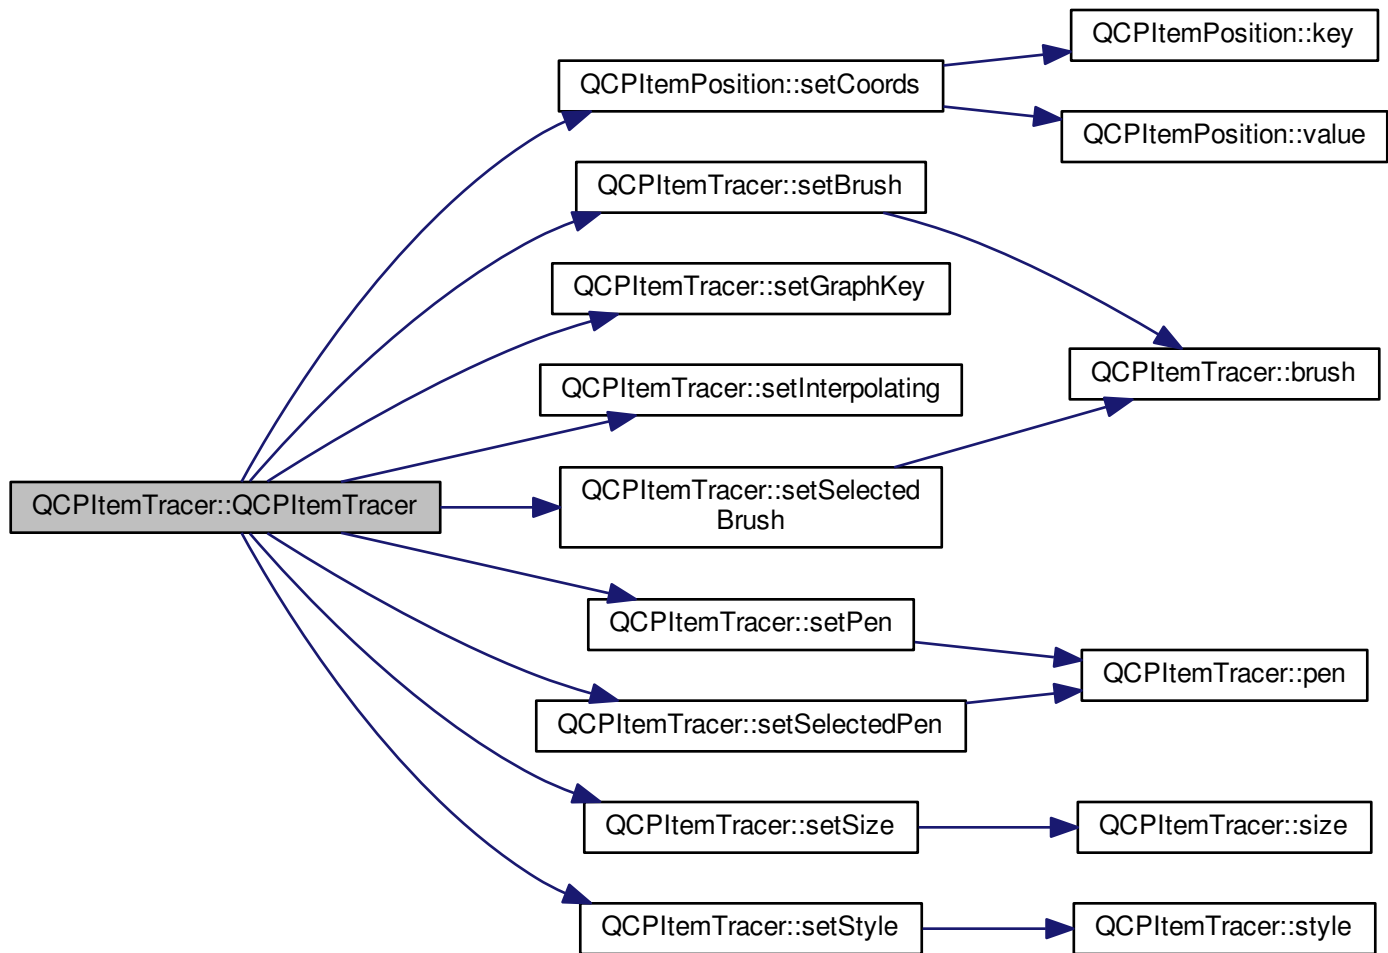 QCPItemPosition::key
QCPItemPosition::setCoords
QCPItemPosition::value
QCPItemTracer::setBrush
QCPItemTracer::setGraphKey
QCPItemTracer::brush
QCPItemTracer::setInterpolating
QCPItemTracer::QCPItemTracer
QCPItemTracer::setSelected
Brush
QCPItemTracer::setPen
QCPItemTracer::pen
QCPItemTracer::setSelectedPen
QCPItemTracer::setSize
QCPItemTracer::size
QCPItemTracer::setStyle
QCPItemTracer::style